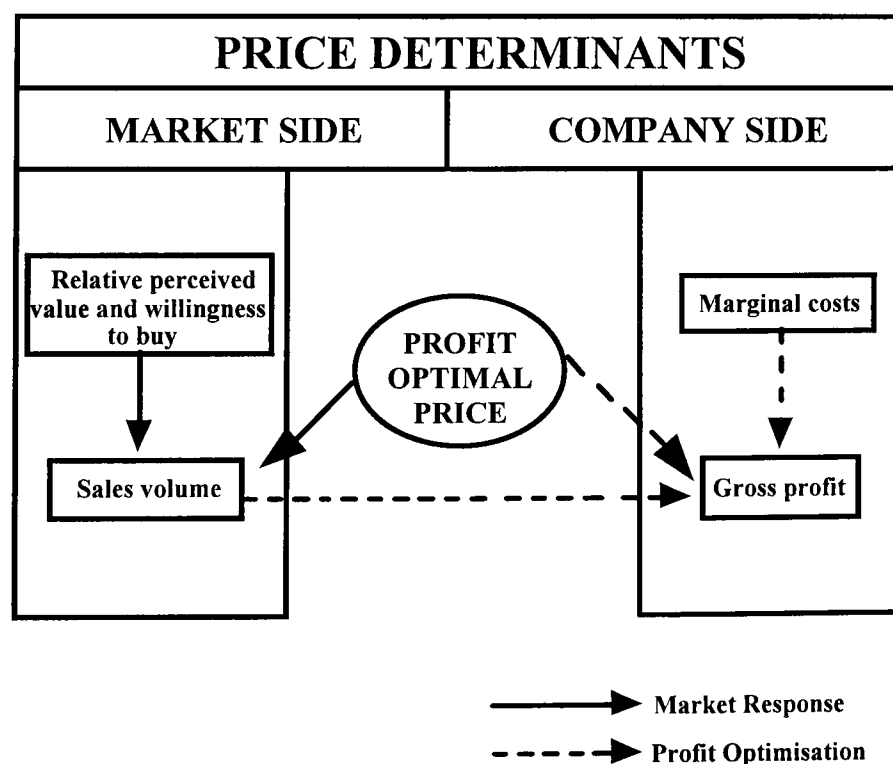 PRICE DETERMINANTS
MARKET SIDE
COMPANY SIDE
Relative perceived
value and willingness
to buy
Marginal costs
PROFIT
OPTIMAL
PRICE
Sales volume
Gross profit
Market Response
Profit Optimisation